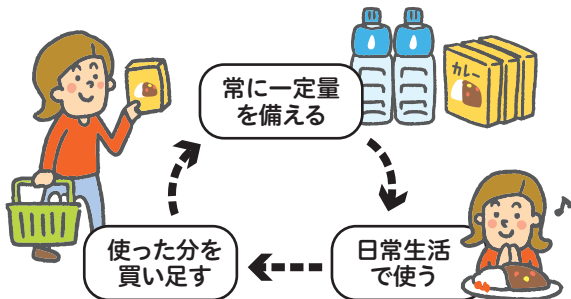 常に一定量
を備える
カレー
日常生活
で使う
使った分を
買い足す